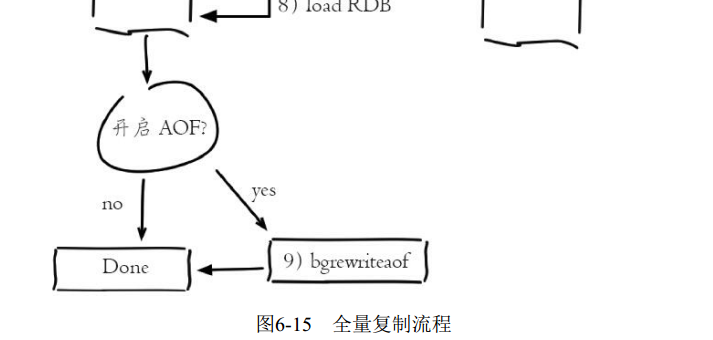 8) load RDB
开启 AOF?
no
yes
Done
9) bgrewriteaof
图6-15 全量复制流程